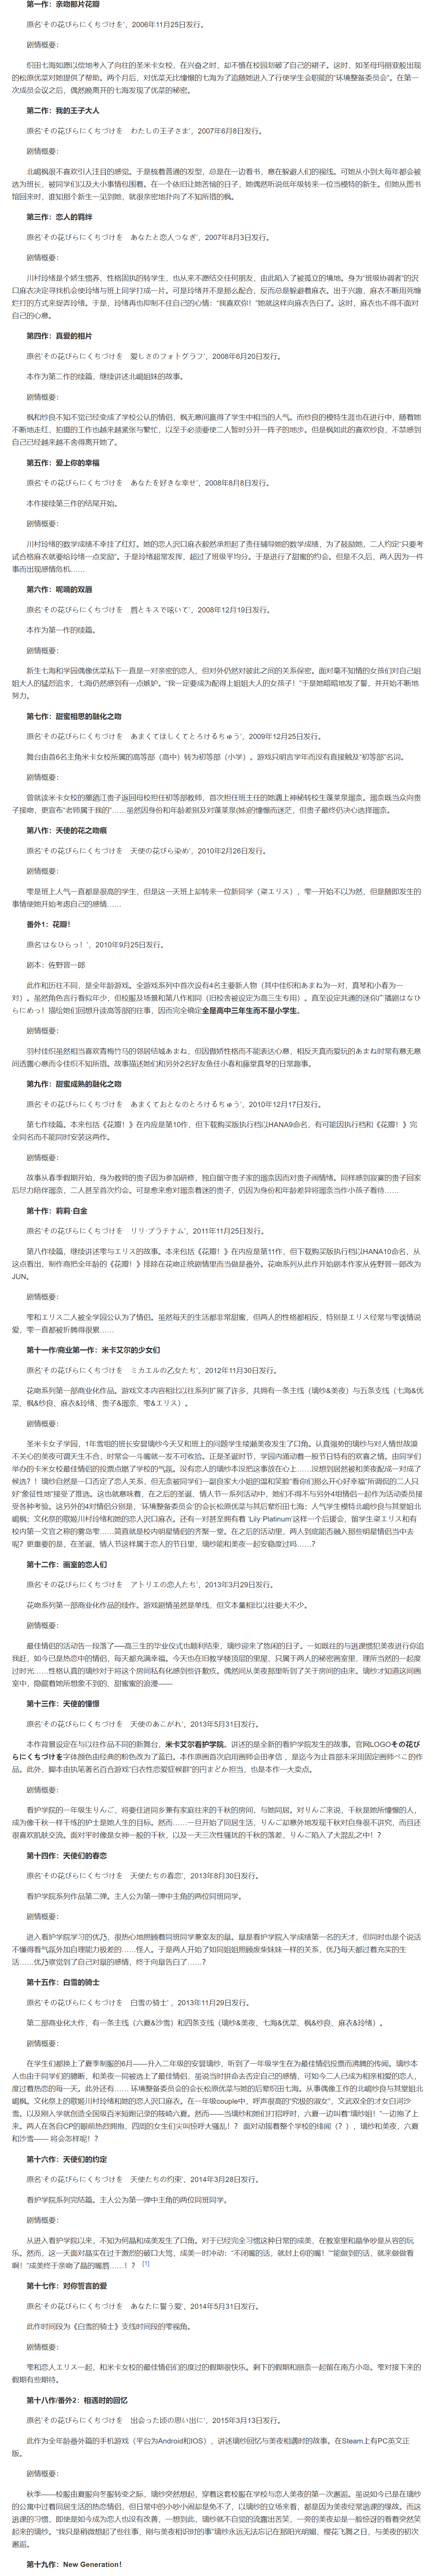 第一作：亲吻那片花瓣
原名‘その花びらにくちづけを’，2006年11月25日发行。
剧情概要：
织田七海如愿以偿地考入了向往的圣米卡女校，在兴奋之时，却不慎在校园划破了自己的裙子。这时，如圣母玛丽亚般出现
的松原优菜对她提供了帮助。两个月后，对优菜无比憧憬的七海为了追随她进入了行使学生会职能的“环境整备委员会”。在第一
次成员会议之后，偶然晚离开的七海发现了优菜的秘密。
第二作：我的王子大人
原名‘その花びらにくちづけを　わたしの王子さま’，2007年6月8日发行。
剧情概要：
北嶋枫很不喜欢引人注目的感觉。于是梳着普通的发型，总是在一边看书，意在躲避人们的视线。可她从小到大每年都会被
选为班长，被同学们以及大小事情包围着。在一个依旧让她苦恼的日子，她偶然听说低年级转来一位当模特的新生。但她从图书
馆回来时，谁知那个新生一见到她，就很亲密地扑向了不知所措的枫。
第三作：恋人的羁绊
原名‘その花びらにくちづけを　あなたと恋人つなぎ’，2007年8月3日发行。
剧情概要：
川村玲绪是个娇生惯养，性格固执的转学生，也从来不愿结交任何朋友，由此陷入了被孤立的境地。身为“班级协调者”的沢
口麻衣决定寻找机会使玲绪与班上同学打成一片。可是玲绪并不是那么配合，反而总是躲避着麻衣。出于兴趣，麻衣不断用死缠
烂打的方式来捉弄玲绪。于是，玲绪再也抑制不住自己的心情：“我喜欢你！”她就这样向麻衣告白了。这时，麻衣也不得不面对
自己的心意。
第四作：真爱的相片
原名‘その花びらにくちづけを　愛しさのフォトグラフ’，2008年6月20日发行。
本作为第二作的续篇，继续讲述北嶋姐妹的故事。
剧情概要：
枫和纱良不知不觉已经变成了学校公认的情侣，枫无意间赢得了学生中相当的人气。而纱良的模特生涯也在进行中，随着她
不断地走红，拍摄的工作也越来越紧张与繁忙，以至于必须要使二人暂时分开一阵子的地步。但是枫如此的喜欢纱良，不禁感到
自己已经越来越不舍得离开她了。
第五作：爱上你的幸福
原名‘その花びらにくちづけを　あなたを好きな幸せ’，2008年8月8日发行。
本作接续第三作的结尾开始。
剧情概要：
川村玲绪的数学成绩不幸挂了红灯。她的恋人沢口麻衣毅然承担起了责任辅导她的数学成绩，为了鼓励她，二人约定“只要考
试合格麻衣就要给玲绪一点奖励”。于是玲绪超常发挥，超过了班级平均分。于是进行了甜蜜的约会。但是不久后，两人因为一件
事而出现感情危机……
第六作：呢喃的双唇
原名‘その花びらにくちづけを　唇とキスで呟いて’，2008年12月19日发行。
本作为第一作的续篇。
剧情概要：
新生七海和学园偶像优菜私下一直是一对亲密的恋人，但对外仍然对彼此之间的关系保密。面对毫不知情的女孩们对自己姐
姐大人的猛烈追求，七海仍然感到有一点嫉妒。“我一定要成为配得上姐姐大人的女孩子！”于是她暗暗地发了誓，并开始不断地
努力。
第七作：甜蜜相思的融化之吻
原名‘その花びらにくちづけを　あまくてほしくてとろけるちゅう’，2009年12月25日发行。
舞台由首6名主角米卡女校所属的高等部（高中）转为初等部（小学）。游戏只明言学年而没有直接触及“初等部”名词。
剧情概要：
曾就读米卡女校的墨廼江贵子返回母校担任初等部教师，首次担任班主任的她遇上神秘转校生蓬莱泉瑠奈。瑠奈既当众向贵
子接吻，更宣布“老师属于我的”……虽然因身份和年龄差别及对蓬莱泉(姊)的憧憬而迷茫，但贵子最终仍决心选择瑠奈。
第八作：天使的花之吻痕
原名‘その花びらにくちづけを　天使の花びら染め’，2010年2月26日发行。
剧情概要：
雫是班上人气一直都是很高的学生，但是这一天班上却转来一位新同学（栥エリス），雫一开始不以为然，但是随即发生的
事情使她开始考虑自己的感情……
番外1：花瓣！
原名‘はなひらっ！’，2010年9月25日发行。
剧本：佐野晋一郎
此作和历往不同，是全年龄游戏。全游戏系列中首次设有4名主要新人物（其中佳织和あまね为一对，真琴和小春为一
对）。虽然角色言行看似年少，但校服及场景和第八作相同（旧校舍被设定为高三生专用）。直至设定共通的迷你广播剧はなひ
らにめっ！描绘她们回想升读高等部的往事，因而完全确定全是高中三年生而不是小学生。
剧情概要：
羽村佳织虽然相当喜欢青梅竹马的邻居结城あまね，但因傲娇性格而不能表达心意，相反天真而爱玩的あまね时常有意无意
间透露心意而令佳织不知所措。故事描述她们和另外2名好友鱼住小春和藤堂真琴的日常趣事。
第九作：甜蜜成熟的融化之吻
原名‘その花びらにくちづけを　あまくておとなのとろけるちゅう’，2010年12月17日发行。
第七作续篇。本来包括《花瓣！》在内应是第10作，但下载购买版执行档以HANA9命名，有可能因执行档和《花瓣！》完
全同名而不能同时安装这两作。
剧情概要：
故事从春季假期开始，身为教师的贵子因为参加研修，独自留守贵子家的瑠奈因而对贵子闹情绪。同样感到寂寞的贵子回家
后尽力陪伴瑠奈，二人甚至首次约会。可是愈来愈对瑠奈着迷的贵子，仍因为身份和年龄差异将瑠奈当作小孩子看待……
第十作：莉莉·白金
原名‘その花びらにくちづけを　リリ·プラチナム’，2011年11月25日发行。
第八作续篇，继续讲述雫与エリス的故事。本来包括《花瓣！》在内应是第11作，但下载购买版执行档以HANA10命名，从
这点看出，制作商把全年龄的《花瓣！》排除在花吻正统剧情里而当做是番外。花吻系列从此作开始剧本作家从佐野晋一郎改为
JUN。
剧情概要：
雫和エリス二人被全学园公认为了情侣。虽然每天的生活都非常甜蜜，但两人的性格都相反，特别是エリス经常与雫谈情说
爱，雫一直都被折腾得很累……
第十一作/商业第一作：米卡艾尔的少女们
原名‘その花びらにくちづけを　ミカエルの乙女たち’，2012年11月30日发行。
花吻系列第一部商业化作品。游戏文本内容相比以往系列扩展了许多，共拥有一条主线（璃纱&美夜）与五条支线（七海&优
菜、枫&纱良、麻衣&玲绪、贵子&瑠奈、雫&エリス）。
剧情概要：
圣米卡女子学园，1年雪组的班长安曇璃纱今天又和班上的问题学生绫瀬美夜发生了口角。认真强势的璃纱与对人情世故漠
不关心的美夜可谓天生不合，时常会一斗嘴就一发不可收拾。正是圣诞时节，学园内涌动着一股节日特有的欢喜之情。由同学们
举办的卡米女校最佳情侣的投票点燃了学校的气氛。没有恋人的璃纱本没把这事放在心上……没想到居然被和美夜配成一对成了
候选？！ 璃纱自然是一口否定了恋人关系，但无奈被同学们一副良家大小姐的温和笑脸“看你们那么开心好幸福”所调侃的二人只
好“象征性地”接受了推选。这也就意味着，在之后的圣诞、情人节一系列活动中，她们不得不与另外4组情侣一起作为活动委员接
受各种考验。这另外的4对情侣分别是，‘环境整备委员会’的会长松原优菜与其后辈织田七海；人气学生模特北嶋纱良与其堂姐北
嶋枫；文化祭的歌姬川村玲绪和她的恋人沢口麻衣。还有一对甚至拥有着 ‘Lily·Platinum’这样一个后援会，留学生栥エリス和有
校内第一文官之称的鹭岛雫……简直就是校内明星情侣的齐聚一堂。在之后的活动里，两人到底能否融入那些明星情侣当中去
呢？更重要的是，在圣诞，情人节这样属于恋人的节日里，璃纱能和美夜一起安稳度过吗……？
第十二作：画室的恋人们
原名‘その花びらにくちづけを　アトリエの恋人たち’，2013年3月29日发行。
花吻系列第一部商业化作品的续作。游戏剧情虽然是单线，但文本量相比以往要大不少。
剧情概要：
最佳情侣的活动告一段落了──高三生的毕业仪式也顺利结束，璃纱迎来了悠闲的日子。一如既往的与逃课惯犯美夜进行你追
我赶，如今已是热恋中的情侣，每天都充满幸福。今天也在旧教学楼顶层的里屋，只属于两人的秘密画室里，理所当然的一起度
过时光……性格认真的璃纱对于将这个房间私有化感到些许歉疚。偶然间从美夜那里听到了关于房间的由来。璃纱才知道这间画
室中，隐藏着她所想象不到的、甜蜜蜜的浪漫——
第十三作：天使的憧憬
原名‘その花びらにくちづけを　天使のあこがれ’，2013年5月31日发行。
本作背景设定在与以往作品不同的新舞台，米卡艾尔看护学院。讲述的是全新的看护学院发生的故事。官网LOGOその花び
らにくちづけを字体颜色由经典的粉色改为了蓝白。本作原画首次启用画师会田孝信 ，是迄今为止首部未采用固定画师ぺこ的作
品。此外，脚本由执笔著名百合游戏“白衣性恋爱症候群”的円まどか担当，也是本作一大卖点。
剧情概要：
看护学院的一年级生りんご，将要住进同乡兼有家庭往来的千秋的房间，与她同居。对りんご来说，千秋是她所憧憬的人，
成为像千秋一样干练的护士是她人生的目标。然而……一旦开始了同居生活，りんご却意外地发现千秋对自身很不讲究，而且还
很喜欢肌肤交流。面对平时像是女神一般的千秋，以及一天三次性骚扰的千秋的落差，りんご陷入了大混乱之中！？
第十四作：天使们的春恋
原名‘その花びらにくちづけを　天使たちの春恋’，2013年8月30日发行。
看护学院系列作品第二弹。主人公为第一弹中主角的两位同班同学。
剧情概要：
进入看护学院学习的优乃，很热心地照顾着同班同学兼室友的皐。皐是看护学院入学成绩第一名的天才，但同时也是个说话
不懂得看气氛外加自理能力极差的……怪人。于是两人开始了如同姐姐照顾废柴妹妹一样的关系，优乃每天都过着充实的生
活……优乃察觉到了自己对皐的感情，终于向皐告白了……?
第十五作：白雪的骑士
原名‘その花びらにくちづけを　白雪の騎士’ ，2013年11月29日发行。
第二部商业化大作，有一条主线（六夏&沙雪）和四条支线（璃纱&美夜、七海&优菜、枫&纱良、麻衣&玲绪）。
剧情概要：
在学生们都换上了夏季制服的6月——升入二年级的安曇璃纱，听到了一年级学生在为最佳情侣投票而沸腾的传闻。璃纱本
人也由于同学们的臆断，和美夜一同被选上了最佳情侣，虽说当时拼命去否定自己的感情，可如今二人已成为相亲相爱的恋人，
度过着热恋的每一天。此外还有…… 环境整备委员会的会长松原优菜与她的后辈织田七海。从事偶像工作的北嶋纱良与其堂姐北
嶋枫。文化祭上的歌姬川村玲绪和她的恋人沢口麻衣。在一年级couple中，呼声很高的“究极的淑女”，文武双全的才女白河沙
雪。以及刚入学就创造全国级百米短跑记录的筱崎六夏。然而——当璃纱和她们打招呼时，六夏一边叫着“璃纱姐！”一边抱了上
来。两人在各自CP的眼前热烈拥抱，四周的女生们尖叫惊呼大骚乱！？ 面对动摇着整个学校的绯闻（？），璃纱和美夜，六夏
和沙雪—— 将会怎样呢！？
第十六作：天使们的约定
原名‘その花びらにくちづけを　天使たちの约束’，2014年3月28日发行。
看护学院系列完结篇。主人公为第一弹中主角的两位同班同学。
剧情概要：
从进入看护学院以来，不知为何晶和成美发生了口角。对于已经完全习惯这种日常的成美，在教室里和晶争吵是从容的玩
乐。然而，这一天面对晶实在过于激烈的破口大骂，成美一时冲动：“不闭嘴的话，就封上你的嘴！”“能做到的话，就来做做看
啊！”成美终于亲吻了晶的嘴唇……！？ [1]
第十七作：对你誓言的爱
原名‘その花びらにくちづけを　あなたに誓う愛’，2014年5月31日发行。
此作时间段为《白雪的骑士》支线时间段的雫视角。
剧情概要：
雫和恋人エリス一起，和米卡女校的最佳情侣们的度过的假期很快乐。剩下的假期和丽奈一起留在南方小岛。雫对接下来的
假期有些期待。
第十八作/番外2：相遇时的回忆
原名‘その花びらにくちづけを　出会った頃の思い出に’，2015年3月13日发行。
此作为全年龄番外篇的手机游戏（平台为Android和IOS），讲述璃纱回忆与美夜相遇时的故事。在Steam上有PC英文正
版。
剧情概要：
秋季——校服由夏服向冬服转变之际，璃纱突然想起，穿着这套校服在学校与恋人美夜的第一次邂逅。虽说如今已是在璃纱
的公寓中过着同居生活的热恋情侣，但日常中的小吵小闹却是免不了，以璃纱的立场来看，都是因为美夜经常逃课的缘故。而这
逃课的习惯，即使是如今成为恋人也没有改善，一想到此，璃纱就不自觉的流露出苦笑，一旁的美夜却是一脸惊讶的看着突然笑
起来的璃纱。“我只是稍微想起了些往事，刚与美夜相识时的事”璃纱永远无法忘记在那阳光明媚，樱花飞舞之日，与美夜的初次
邂逅。
第十九作：New Generation！